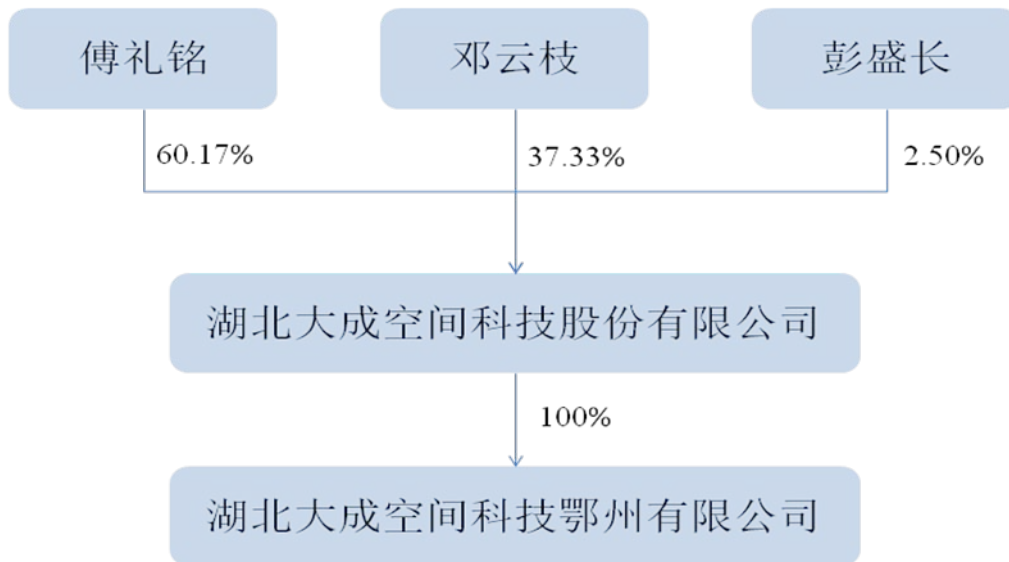 傅礼铭 邓云枝 彭盛长
60.17% 37.33% 2.50%
湖北大成空间科技股份有限公司
100%
湖北大成空间科技鄂州有限公司